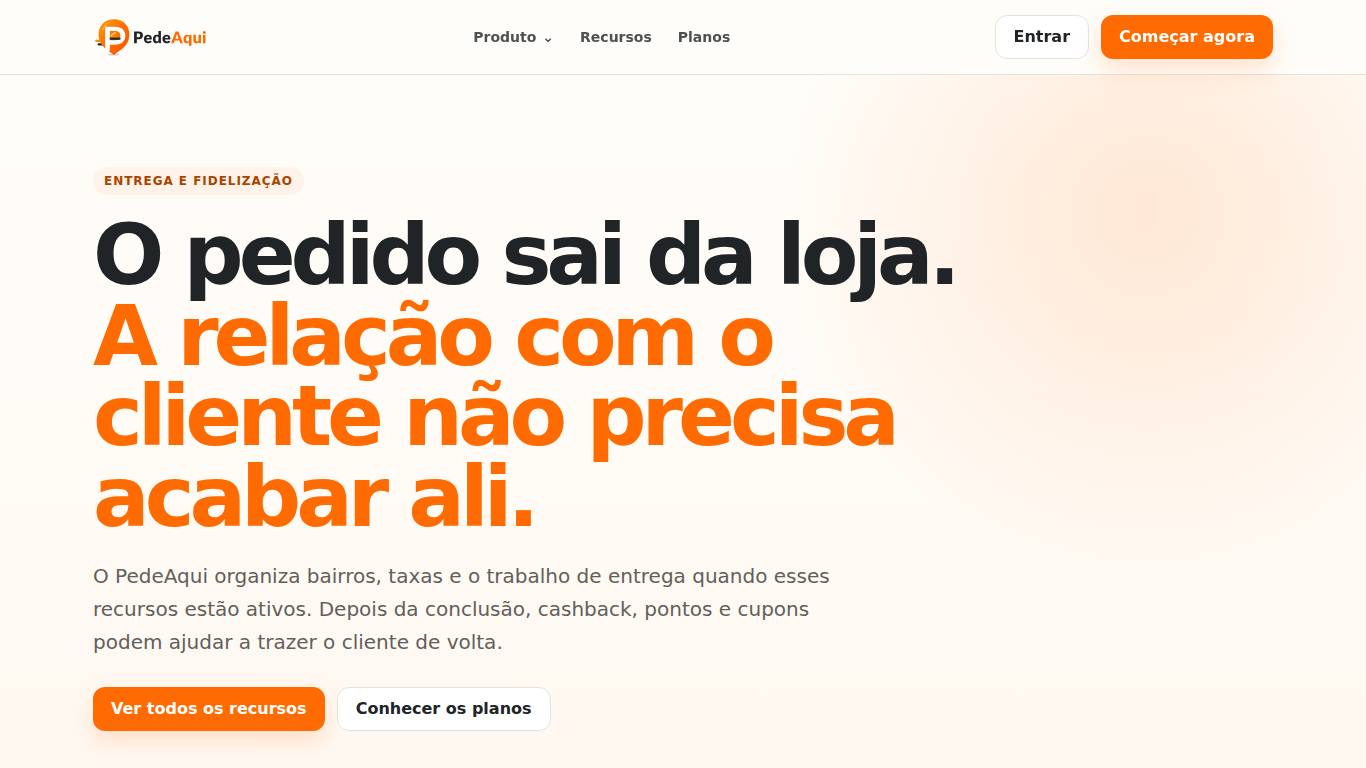 PedeAqui
Produto
Recursos
Planos
Entrar
Começar agora
ENTREGA E FIDELIZAÇÃO
O pedido sai da loja.
A relação com o
cliente não precisa
acabar ali.
O PedeAqui organiza bairros, taxas e o trabalho de entrega quando esses
recursos estão ativos. Depois da conclusão, cashback, pontos e cupons
podem ajudar a trazer o cliente de volta.
Ver todos os recursos
Conhecer os planos